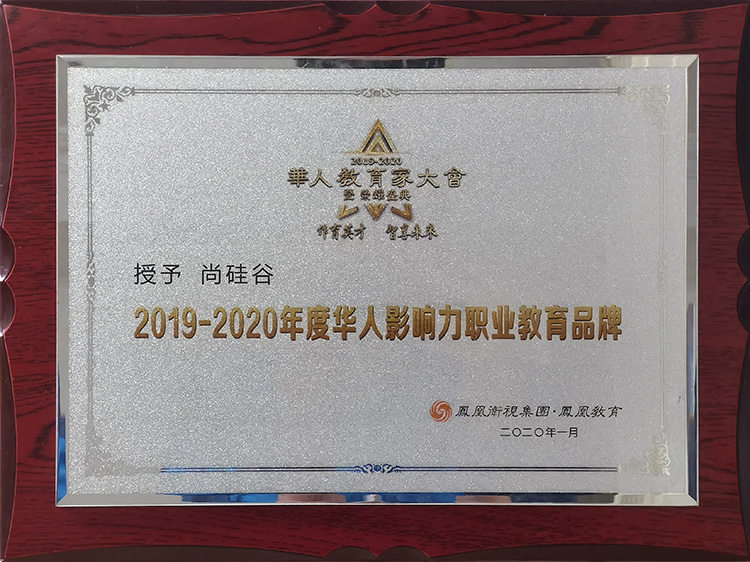 2019-2020
華人教育家大會
暨荣耀盛典
作育英才 智享未来
授予 尚硅谷
2019-2020年度华人影响力职业教育品牌
鳳凰衛視集團·鳳凰教育
二〇二〇年一月